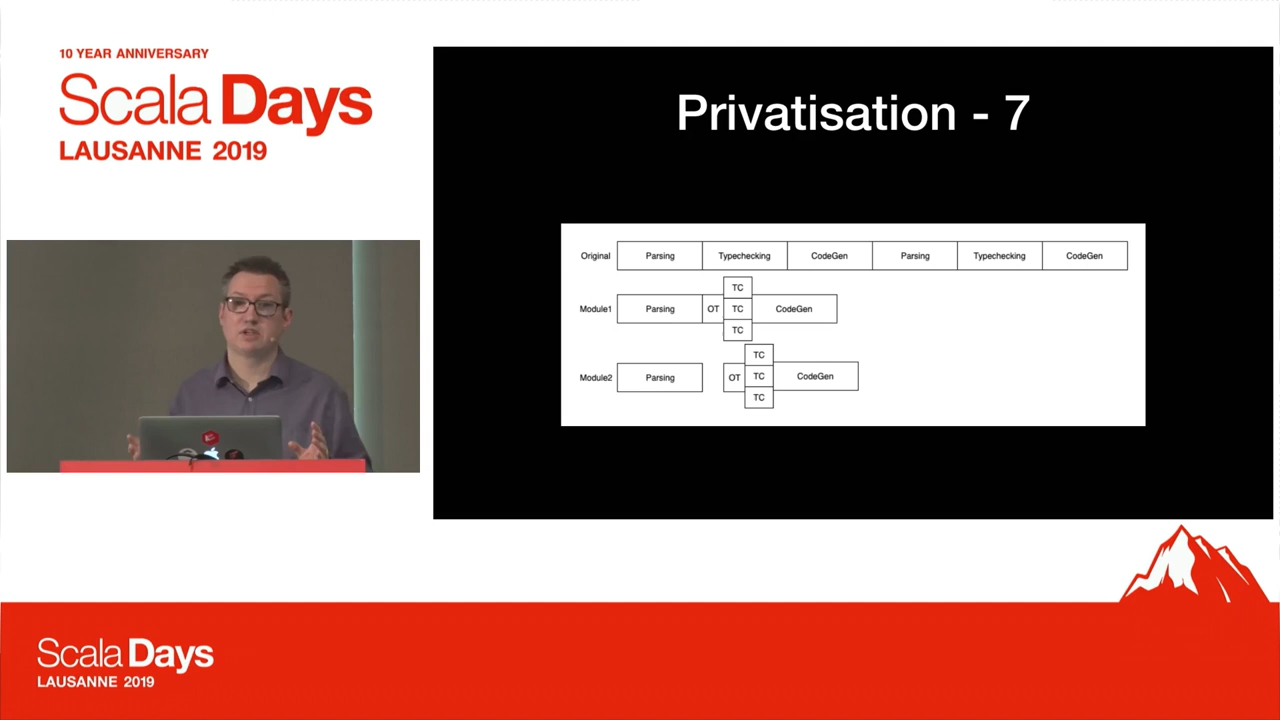 10 YEAR ANNIVERSARY
Scala Days
LAUSANNE 2019
Privatisation - 7
Original Parsing Typechecking CodeGen Parsing Typechecking CodeGen
TC
Module1 Parsing OT TC CodeGen
TC
TC
Module2 Parsing OT TC CodeGen
TC
Scala Days
LAUSANNE 2019